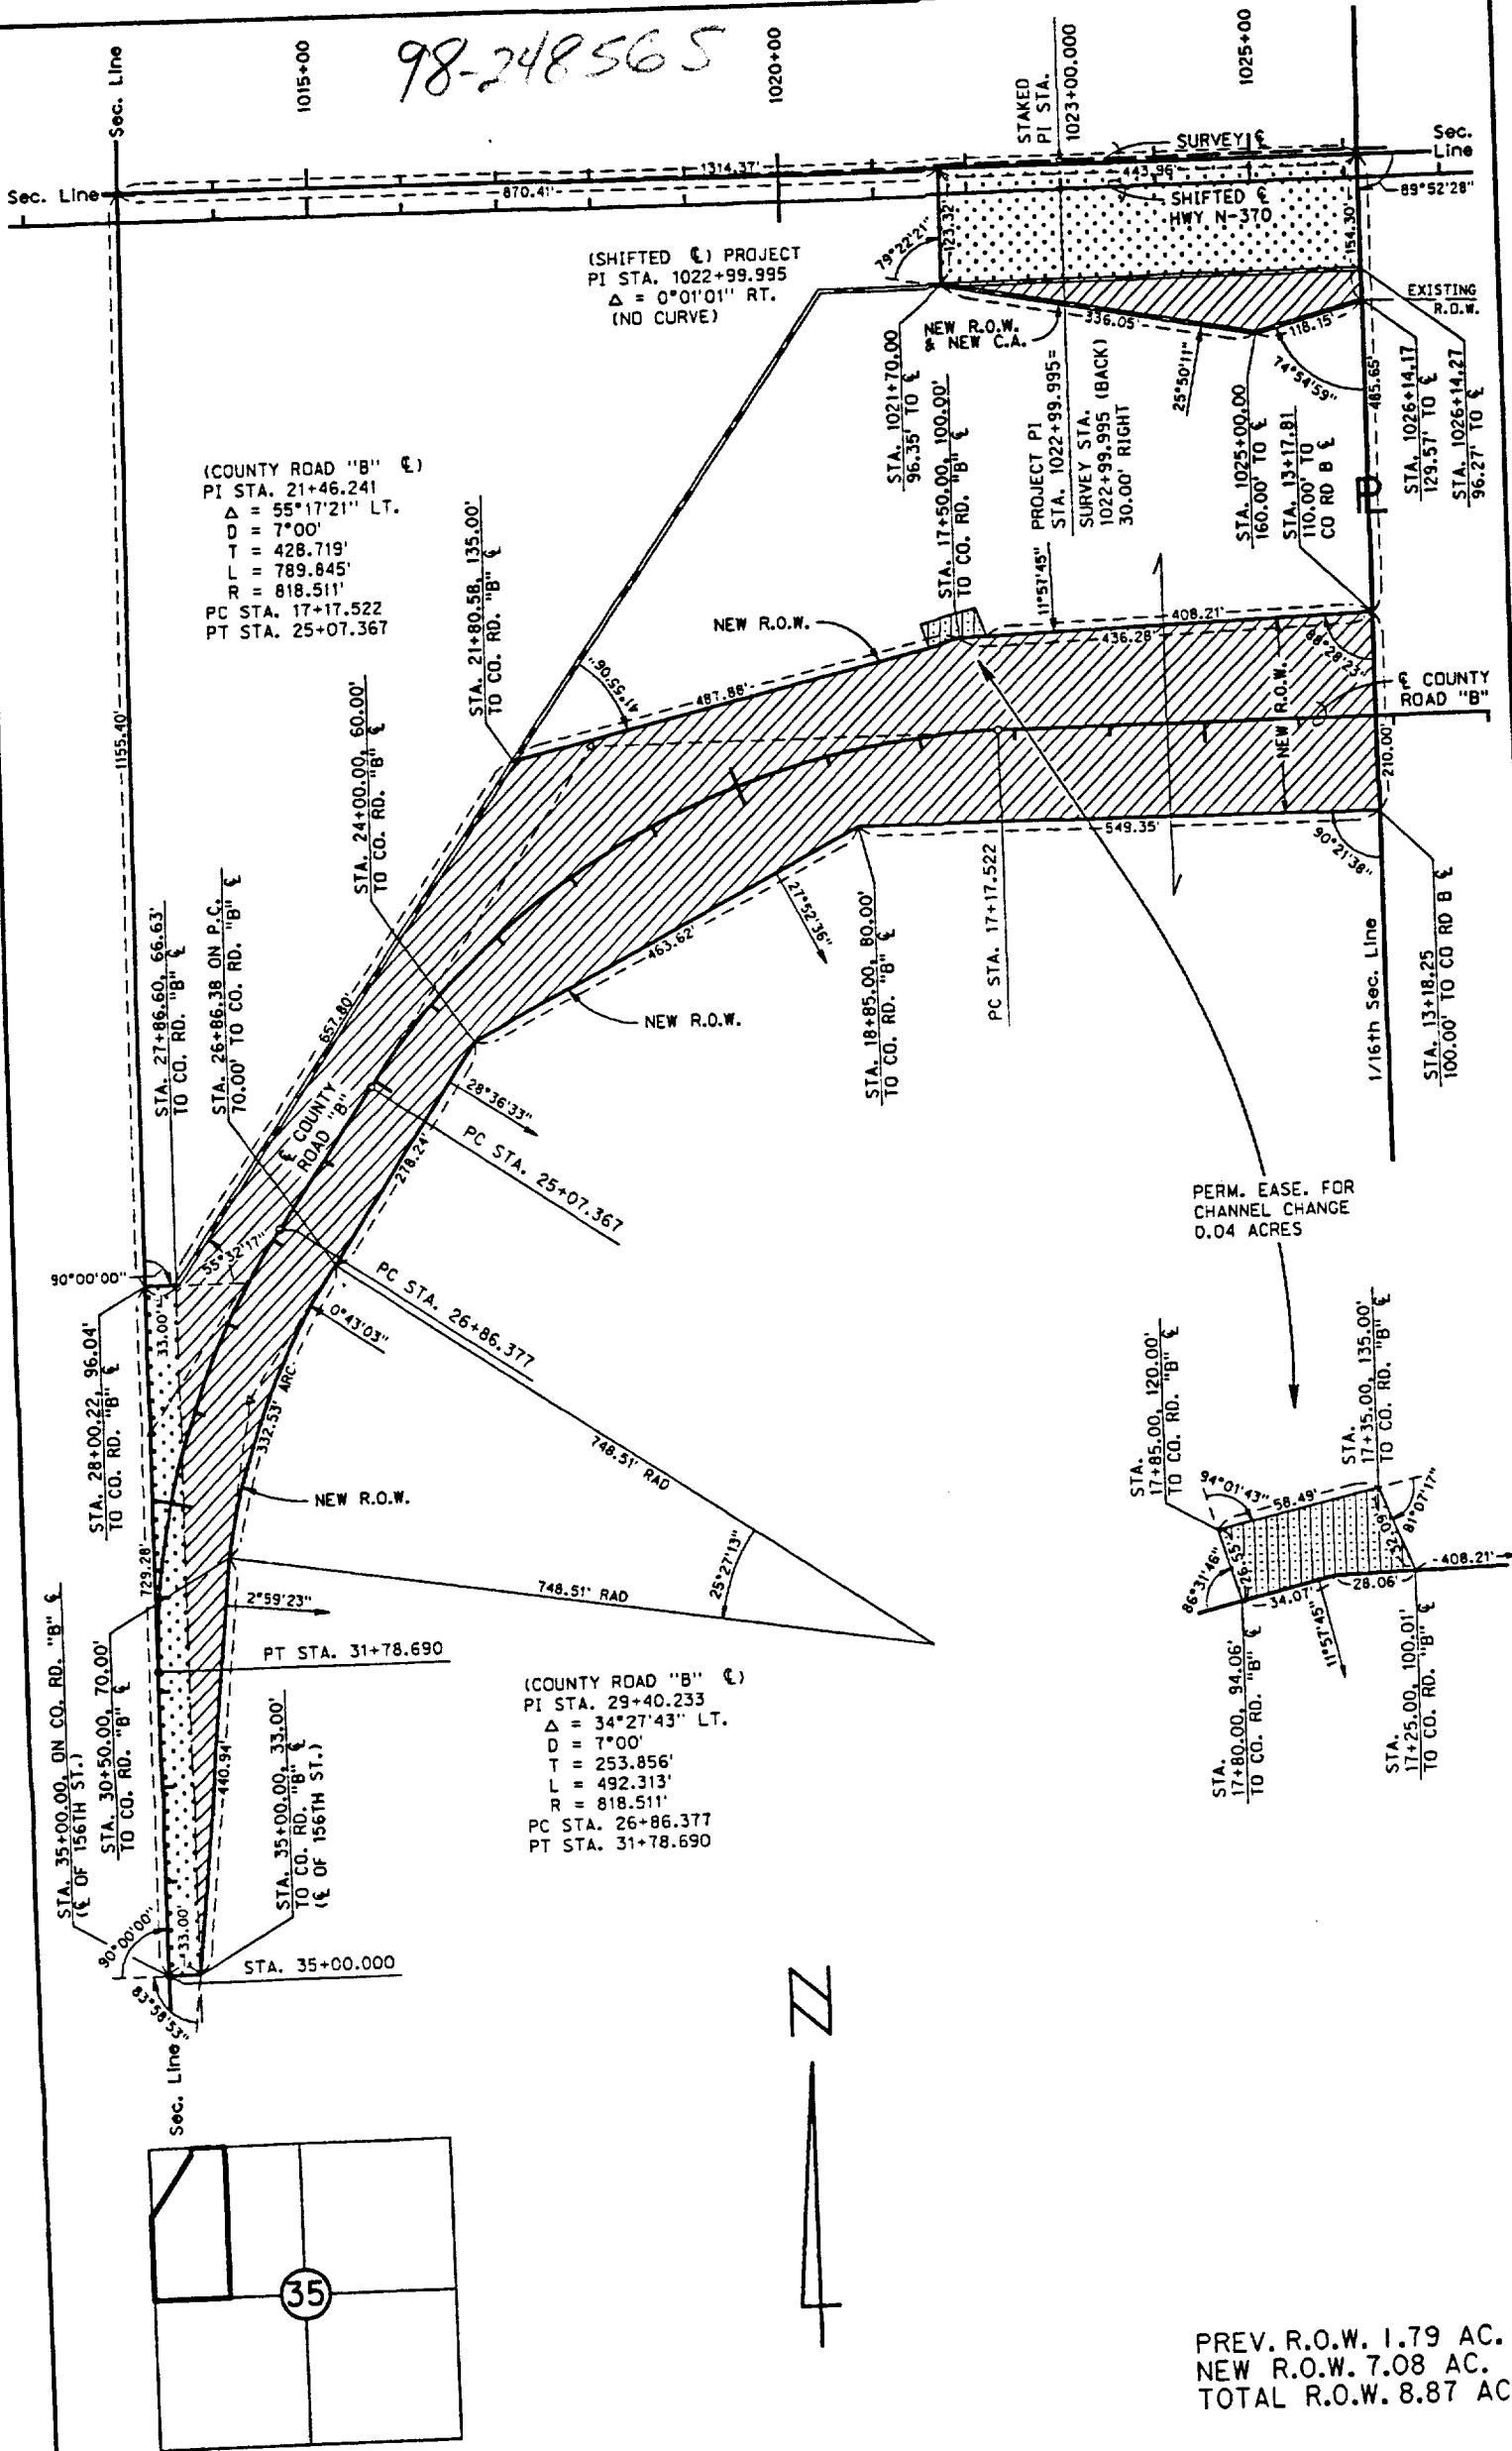 98-248565
Sec. Line
1015+00
1020+00
1025+00
STAKED
PI STA.
1023+00.000
SURVEY ℄
Sec.
Line
Sec. Line
1314.37'
870.41'
443.96'
89°52'28"
SHIFTED ℄
HWY N-370
123.32'
154.30'
79°22'21"
(SHIFTED ℄) PROJECT
PI STA. 1022+99.995
Δ = 0°01'01" RT.
(NO CURVE)
EXISTING
R.O.W.
NEW R.O.W.
& NEW C.A.
336.05'
118.15'
25°50'11"
74°54'59"
485.65'
STA. 1021+70.00
96.35' TO ℄
STA. 17+50.00, 100.00'
TO CO. RD. "B" ℄
PROJECT PI
STA. 1022+99.995=
SURVEY STA.
1022+99.995 (BACK)
30.00' RIGHT
STA. 1025+00.00
160.00' TO ℄
STA. 13+17.81
110.00' TO
CO RD B ℄
STA. 1026+14.17
129.57' TO ℄
STA. 1026+14.27
96.27' TO ℄
(COUNTY ROAD "B" ℄)
PI STA. 21+46.241
Δ = 55°17'21" LT.
D = 7°00'
T = 428.719'
L = 789.845'
R = 818.511'
PC STA. 17+17.522
PT STA. 25+07.367
1155.40'
STA. 21+80.58, 135.00'
TO CO. RD. "B" ℄
NEW R.O.W.
11°57'45"
408.21'
436.28'
88°28'23"
41°55'06"
487.88'
NEW R.O.W.
℄ COUNTY
ROAD "B"
210.00'
STA. 24+00.00, 60.00'
TO CO. RD. "B" ℄
549.35'
90°21'38"
STA. 27+86.60, 66.63'
TO CO. RD. "B" ℄
STA. 26+86.38 ON P.C.
70.00' TO CO. RD. "B" ℄
27°52'36"
463.62'
STA. 18+85.00, 80.00'
TO CO. RD. "B" ℄
PC STA. 17+17.522
1/16th Sec. Line
STA. 13+18.25
100.00' TO CO RD B ℄
657.80'
NEW R.O.W.
℄ COUNTY
ROAD "B"
28°36'33"
278.24'
PC STA. 25+07.367
PERM. EASE. FOR
CHANNEL CHANGE
0.04 ACRES
90°00'00"
55°32'17"
33.00'
PC STA. 26+86.377
0°43'03"
STA. 28+00.22, 96.04'
TO CO. RD. "B" ℄
332.53' ARC
748.51' RAD
NEW R.O.W.
STA.
17+85.00, 120.00'
TO CO. RD. "B" ℄
STA.
17+35.00, 135.00'
TO CO. RD. "B" ℄
94°01'43"
58.49'
81°07'17"
86°31'46"
26.55'
34.07'
28.06'
408.21'
11°57'45"
STA.
17+80.00, 94.06'
TO CO. RD. "B" ℄
STA.
17+25.00, 100.01'
TO CO. RD. "B" ℄
729.28'
25°27'13"
748.51' RAD
2°59'23"
PT STA. 31+78.690
STA. 35+00.00, ON CO. RD. "B" ℄
(℄ OF 156TH ST.)
STA. 30+50.00, 70.00'
TO CO. RD. "B" ℄
440.94'
STA. 35+00.00, 33.00'
TO CO. RD. "B" ℄
(℄ OF 156TH ST.)
(COUNTY ROAD "B" ℄)
PI STA. 29+40.233
Δ = 34°27'43" LT.
D = 7°00'
T = 253.856'
L = 492.313'
R = 818.511'
PC STA. 26+86.377
PT STA. 31+78.690
90°00'00"
33.00'
STA. 35+00.000
83°58'53"
Sec. Line
N
35
PREV. R.O.W. 1.79 AC.
NEW R.O.W. 7.08 AC.
TOTAL R.O.W. 8.87 AC